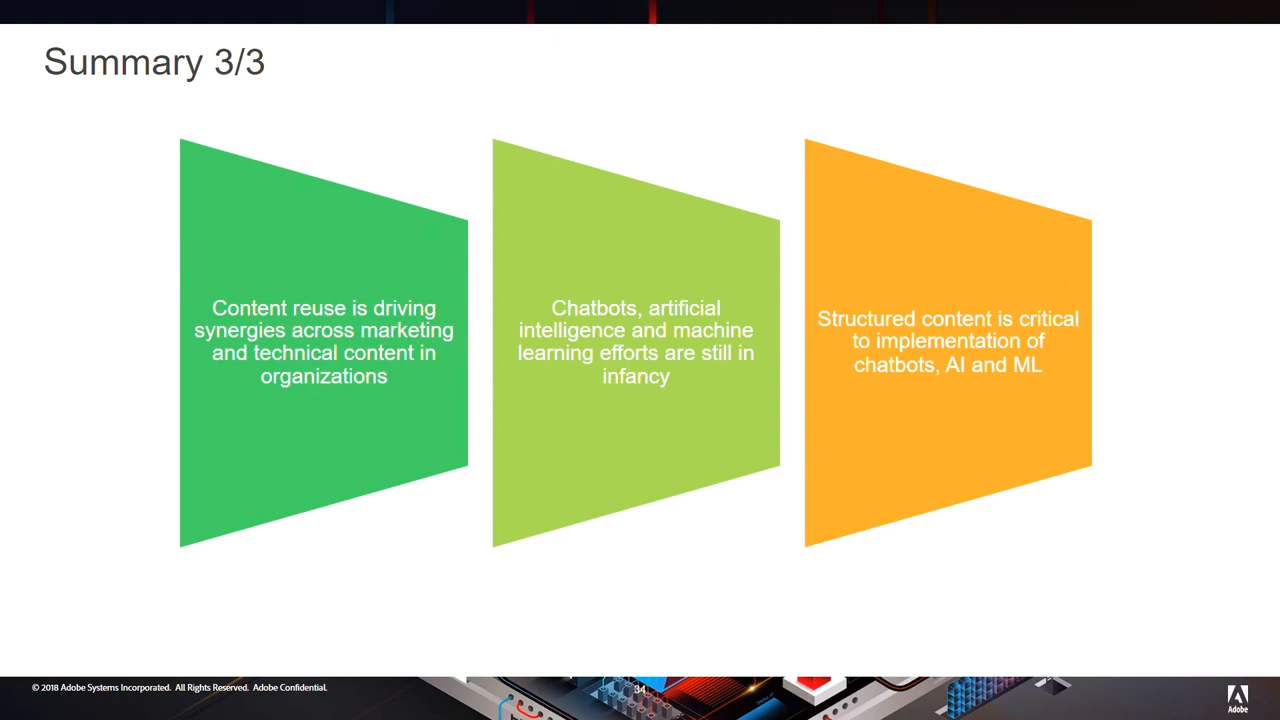 Summary 3/3
Content reuse is driving
synergies across marketing
and technical content in
organizations
Chatbots, artificial
intelligence and machine
learning efforts are still in
infancy
Structured content is critical
to implementation of
chatbots, AI and ML
© 2018 Adobe Systems Incorporated. All Rights Reserved. Adobe Confidential.
34
Adobe